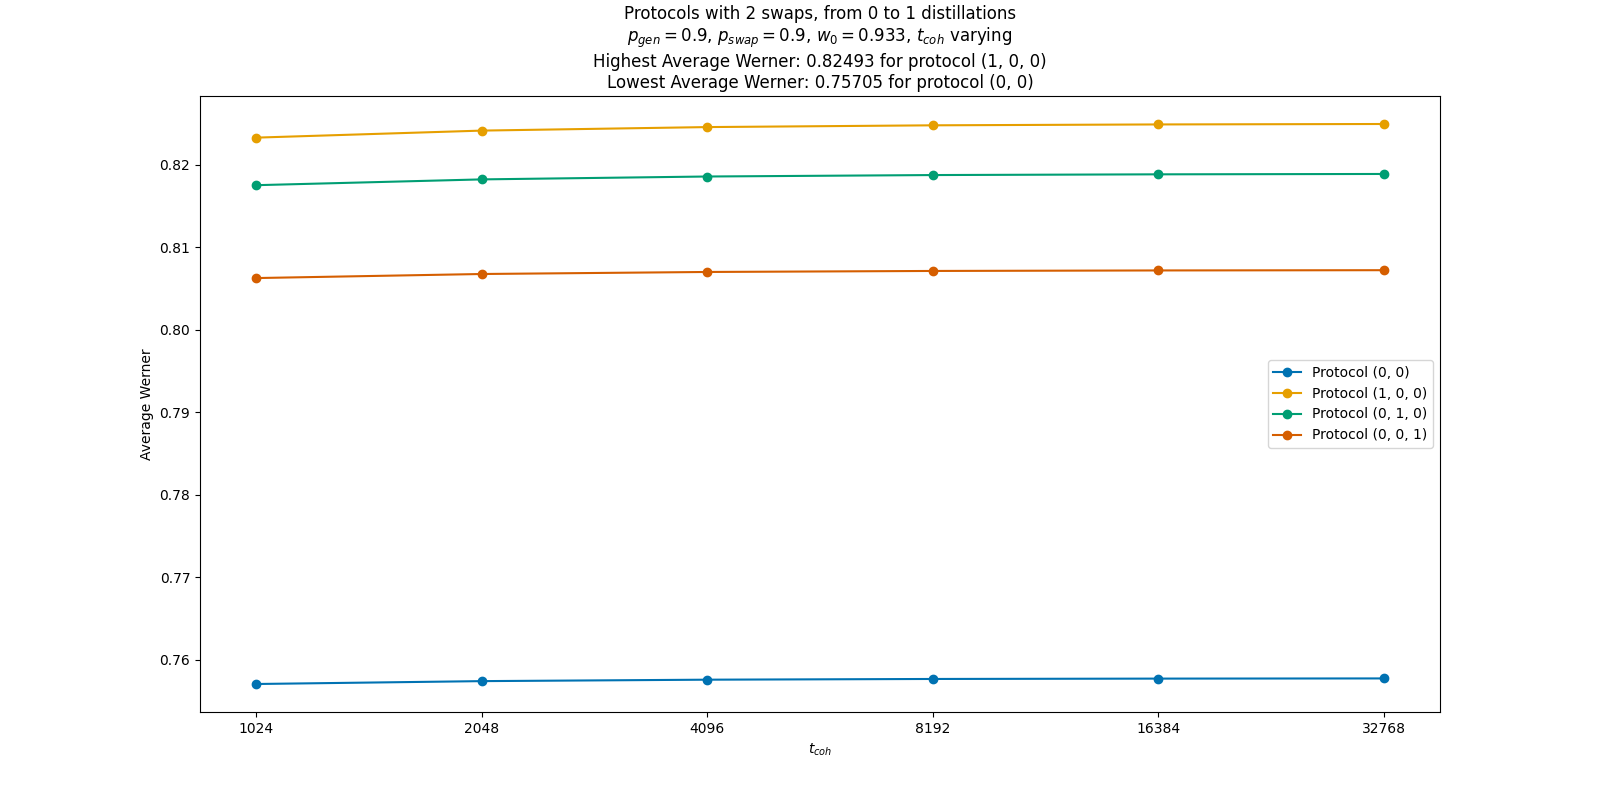 Protocols with 2 swaps, from 0 to 1 distillations
p_gen = 0.9, p_swap = 0.9, w_0 = 0.933, t_coh varying
Highest Average Werner: 0.82493 for protocol (1, 0, 0)
Lowest Average Werner: 0.75705 for protocol (0, 0)
Average Werner
0.82
0.81
0.80
0.79
0.78
0.77
0.76
Protocol (0, 0)
Protocol (1, 0, 0)
Protocol (0, 1, 0)
Protocol (0, 0, 1)
1024 2048 4096 8192 16384 32768
t_coh